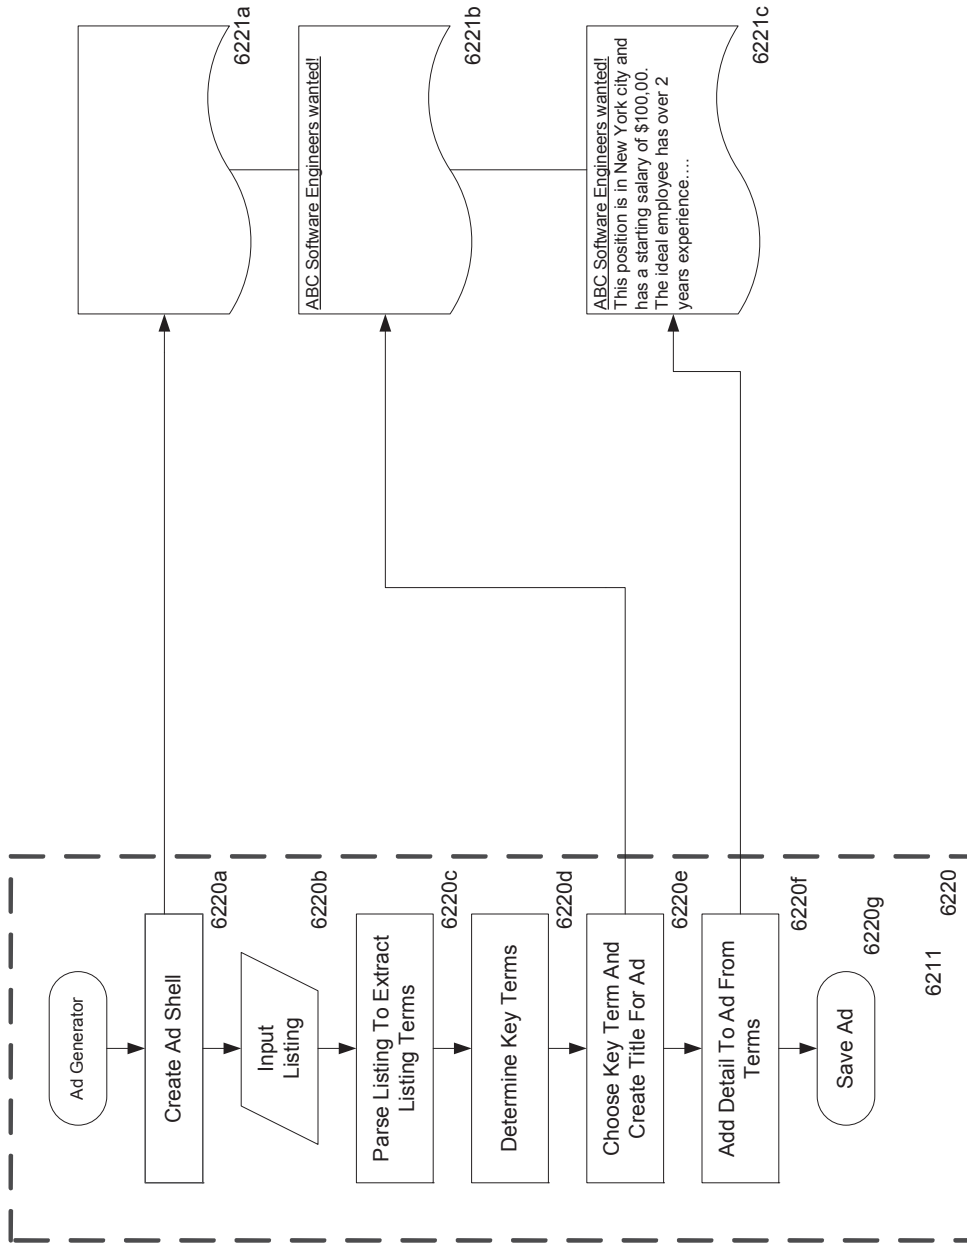 Ad Generator
Create Ad Shell
6220a
Input
Listing
6220b
Parse Listing To Extract
Listing Terms
6220c
Determine Key Terms
6220d
Choose Key Term And
Create Title For Ad
6220e
Add Detail To Ad From
Terms
6220f
Save Ad
6220g
6211
6220
6221a
ABC Software Engineers wanted!
6221b
ABC Software Engineers wanted!
This position is in New York city and
has a starting salary of $100,00.
The ideal employee has over 2
years experience....
6221c